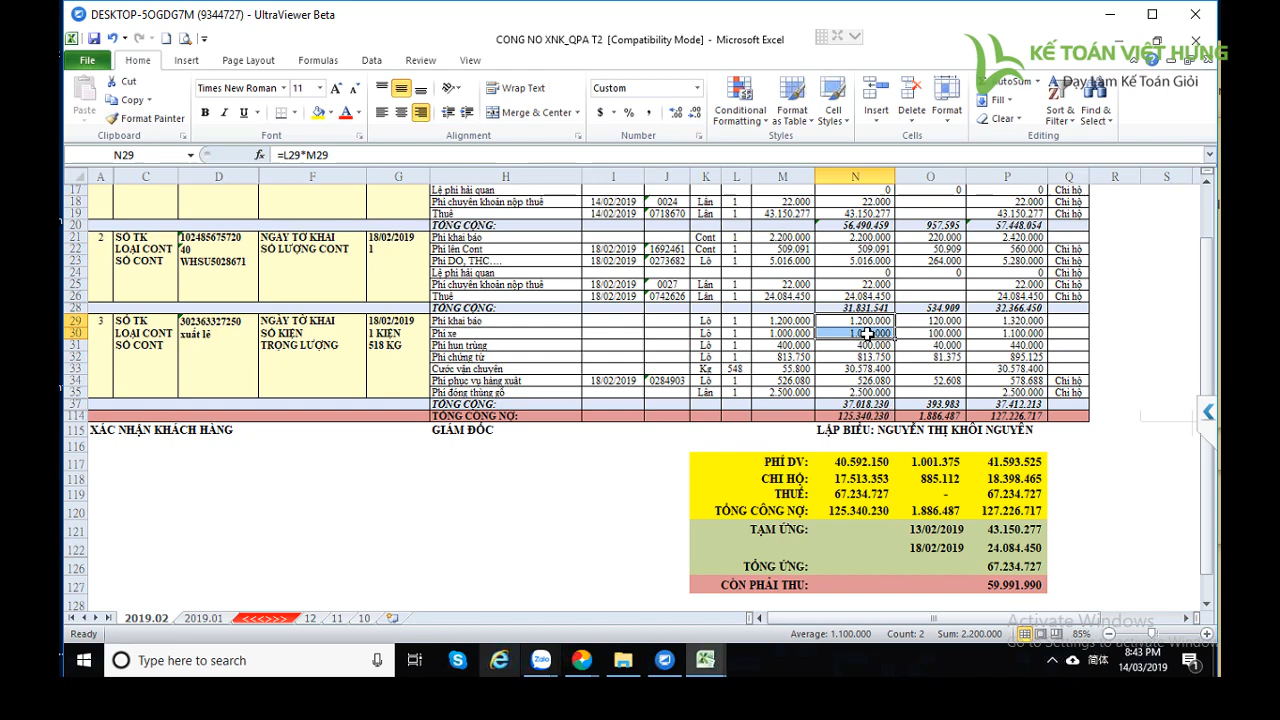 DESKTOP-5OGDG7M (9344727) - UltraViewer Beta
CONG NO XNK_QPA T2 [Compatibility Mode] - Microsoft Excel
KẾ TOÁN VIỆT HƯNG
Dạy Làm Kế Toán Giỏi
File Home Insert Page Layout Formulas Data Review View
Cut Times New Roman 11 Wrap Text Custom AutoSum
Paste Copy Merge & Center Conditional Formatting Format as Table Cell Styles Insert Delete Format Fill Sort & Filter Find & Select
Format Painter B I U A $ % , Clear
Clipboard Font Alignment Number Styles Cells Editing
N29 fx =L29*M29
A C D F G H I J K L M N O P Q R S
17 Lệ phí hải quan 0 0 0 Chi hộ
18 Phí chuyển khoản nộp thuế 14/02/2019 0024 Lần 1 22.000 22.000 22.000 Chi hộ
19 Thuế 14/02/2019 0718670 Lần 1 43.150.277 43.150.277 43.150.277 Chi hộ
20 TỔNG CỘNG: 56.490.459 957.595 57.448.054
21 2 SỐ TK 102485675720 NGÀY TỜ KHAI 18/02/2019 Phí khai báo Cont 1 2.200.000 2.200.000 220.000 2.420.000
22 LOẠI CONT 40 SỐ LƯỢNG CONT 1 Phí lên Cont 18/02/2019 1692461 Cont 1 509.091 509.091 50.909 560.000 Chi hộ
23 SỐ CONT WHSU5028671 Phí DO, THC.... 18/02/2019 0273682 Lô 1 5.016.000 5.016.000 264.000 5.280.000 Chi hộ
24 Lệ phí hải quan 0 0 0 Chi hộ
25 Phí chuyển khoản nộp thuế 18/02/2019 0027 Lần 1 22.000 22.000 22.000 Chi hộ
26 Thuế 18/02/2019 0742626 Lần 1 24.084.450 24.084.450 24.084.450 Chi hộ
28 TỔNG CỘNG: 31.831.541 534.909 32.366.450
29 3 SỐ TK 302363327250 NGÀY TỜ KHAI 18/02/2019 Phí khai báo Lô 1 1.200.000 1.200.000 120.000 1.320.000
30 LOẠI CONT xuất lẻ SỐ KIỆN 1 KIỆN Phí xe Lô 1 1.000.000 100.000 1.100.000
31 SỐ CONT TRỌNG LƯỢNG 518 KG Phí hun trùng Lô 1 400.000 400.000 40.000 440.000
32 Phí chứng từ Lô 1 813.750 813.750 81.375 895.125
33 Cước vận chuyển Kg 548 55.800 30.578.400 30.578.400
34 Phí phục vụ hàng xuất 18/02/2019 0284903 Lô 1 526.080 526.080 52.608 578.688 Chi hộ
35 Phí đóng thùng gỗ Lần 1 2.500.000 2.500.000 2.500.000 Chi hộ
37 TỔNG CỘNG: 37.018.230 393.983 37.412.213
114 TỔNG CỘNG NỢ: 125.340.230 1.886.487 127.226.717
115 XÁC NHẬN KHÁCH HÀNG GIÁM ĐỐC LẬP BIỂU: NGUYỄN THỊ KHÔI NGUYÊN
116
117 PHÍ DV: 40.592.150 1.001.375 41.593.525
118 CHI HỘ: 17.513.353 885.112 18.398.465
119 THUẾ: 67.234.727 - 67.234.727
120 TỔNG CÔNG NỢ: 125.340.230 1.886.487 127.226.717
121 TẠM ỨNG: 13/02/2019 43.150.277
122 18/02/2019 24.084.450
126 TỔNG ỨNG: 67.234.727
127 CÒN PHẢI THU: 59.991.990
128
2019.02 2019.01 <<<>>>> 12 11 10
Ready Average: 1.100.000 Count: 2 Sum: 2.200.000 85%
Activate Windows
Go to Settings to activate Windows.
Type here to search 简体 8:43 PM
14/03/2019